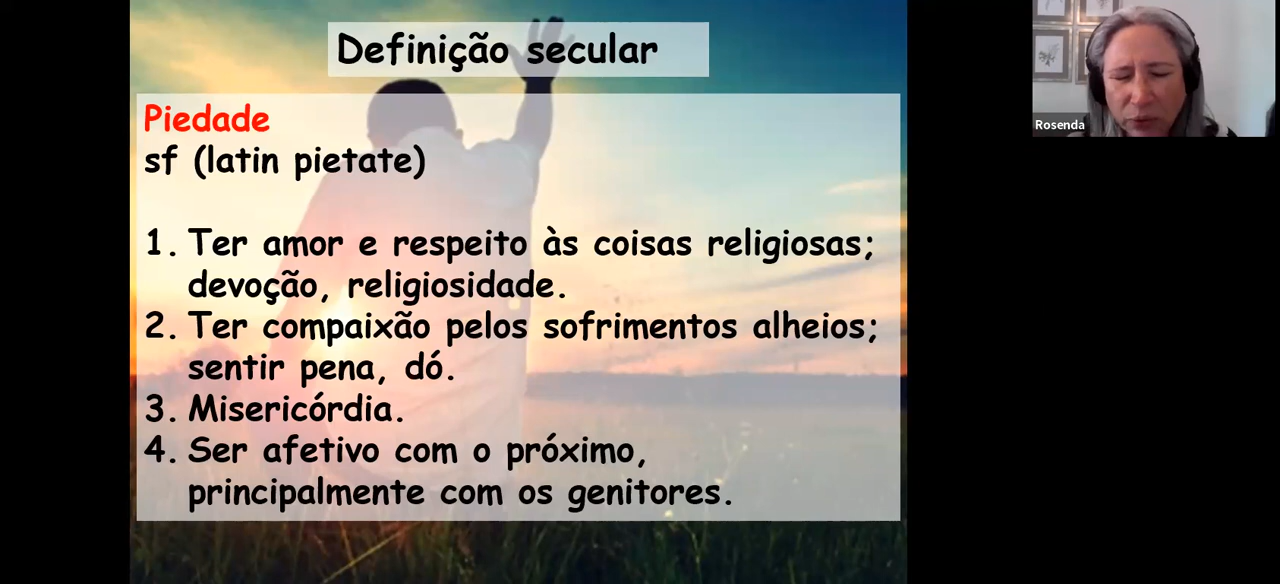 Definição secular
Piedade
sf (latin pietate)
1. Ter amor e respeito às coisas religiosas;
devoção, religiosidade.
2. Ter compaixão pelos sofrimentos alheios;
sentir pena, dó.
3. Misericórdia.
4. Ser afetivo com o próximo,
principalmente com os genitores.
Rosenda